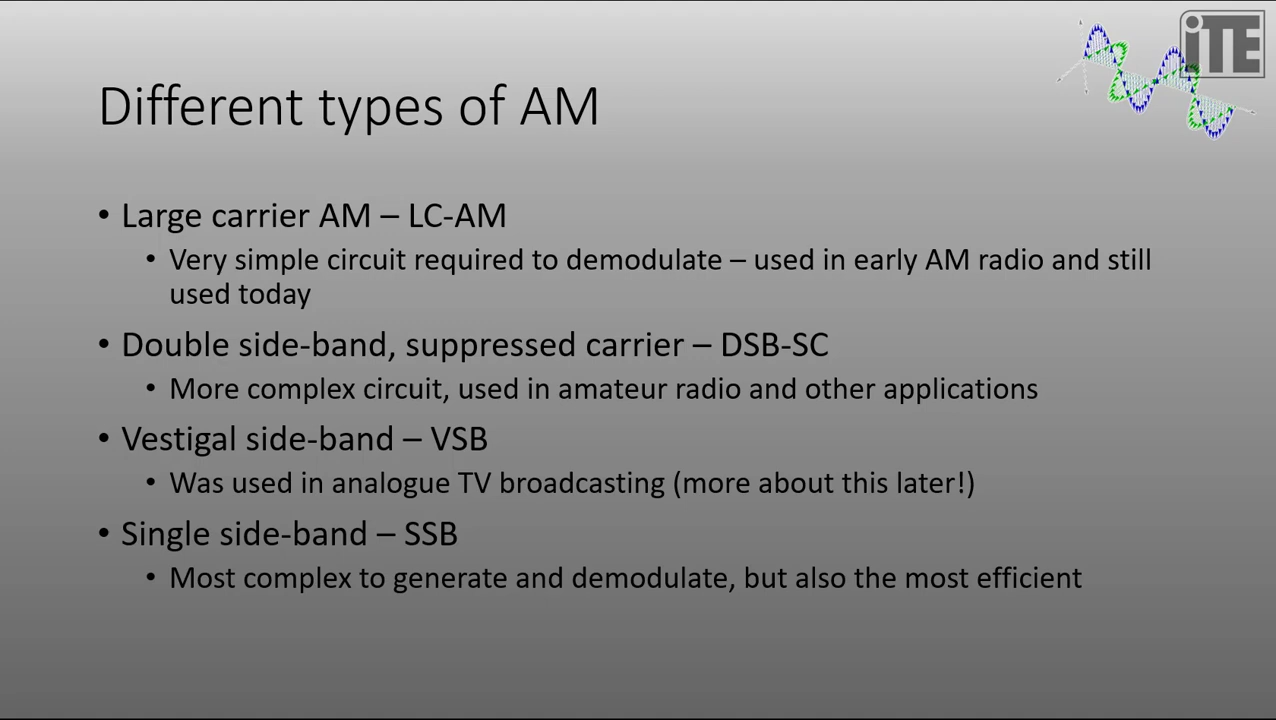 iTE
Different types of AM
• Large carrier AM – LC-AM
• Very simple circuit required to demodulate – used in early AM radio and still
used today
• Double side-band, suppressed carrier – DSB-SC
• More complex circuit, used in amateur radio and other applications
• Vestigal side-band – VSB
• Was used in analogue TV broadcasting (more about this later!)
• Single side-band – SSB
• Most complex to generate and demodulate, but also the most efficient